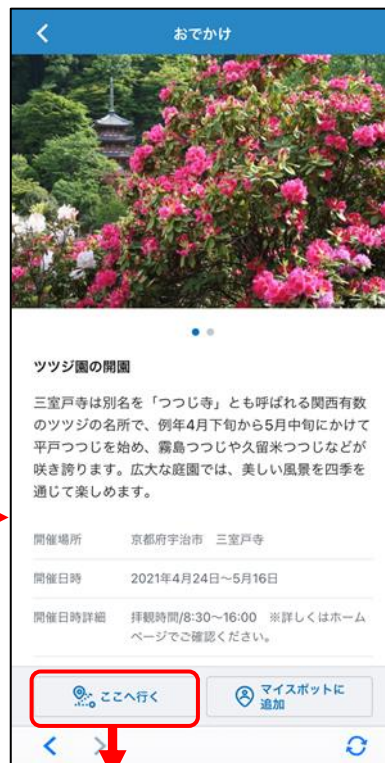 おでかけ
ツツジ園の開園
三室戸寺は別名を「つつじ寺」とも呼ばれる関西有数
のツツジの名所で、例年4月下旬から5月中旬にかけて
平戸つつじを始め、霧島つつじや久留米つつじなどが
咲き誇ります。広大な庭園では、美しい風景を四季を
通じて楽しめます。
開催場所 京都府宇治市 三室戸寺
開催日時 2021年4月24日~5月16日
開催日時詳細 拝観時間/8:30~16:00 ※詳しくはホーム
ページでご確認ください。
ここへ行く
マイスポットに
追加